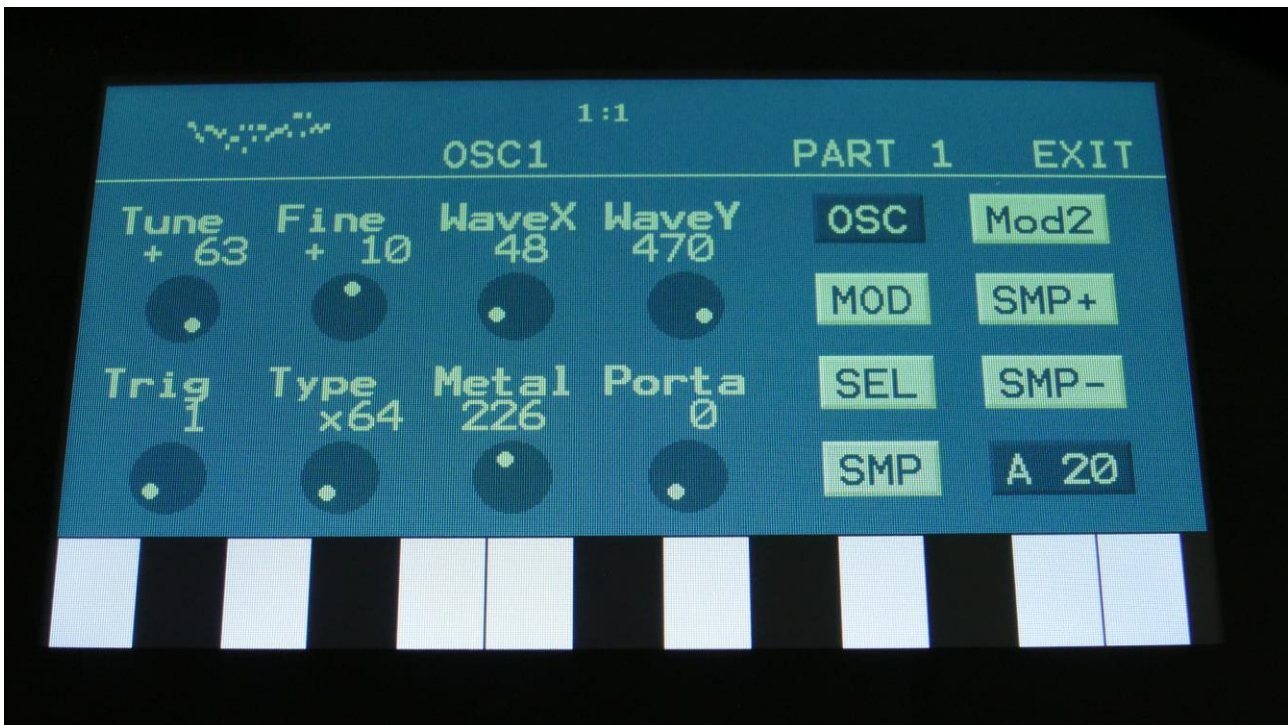 1:1
OSC1 PART 1 EXIT
Tune Fine WaveX WaveY OSC Mod2
+ 63 + 10 48 470
MOD SMP+
Trig Type Metal Porta SEL SMP-
1 x64 226 0
SMP A 20